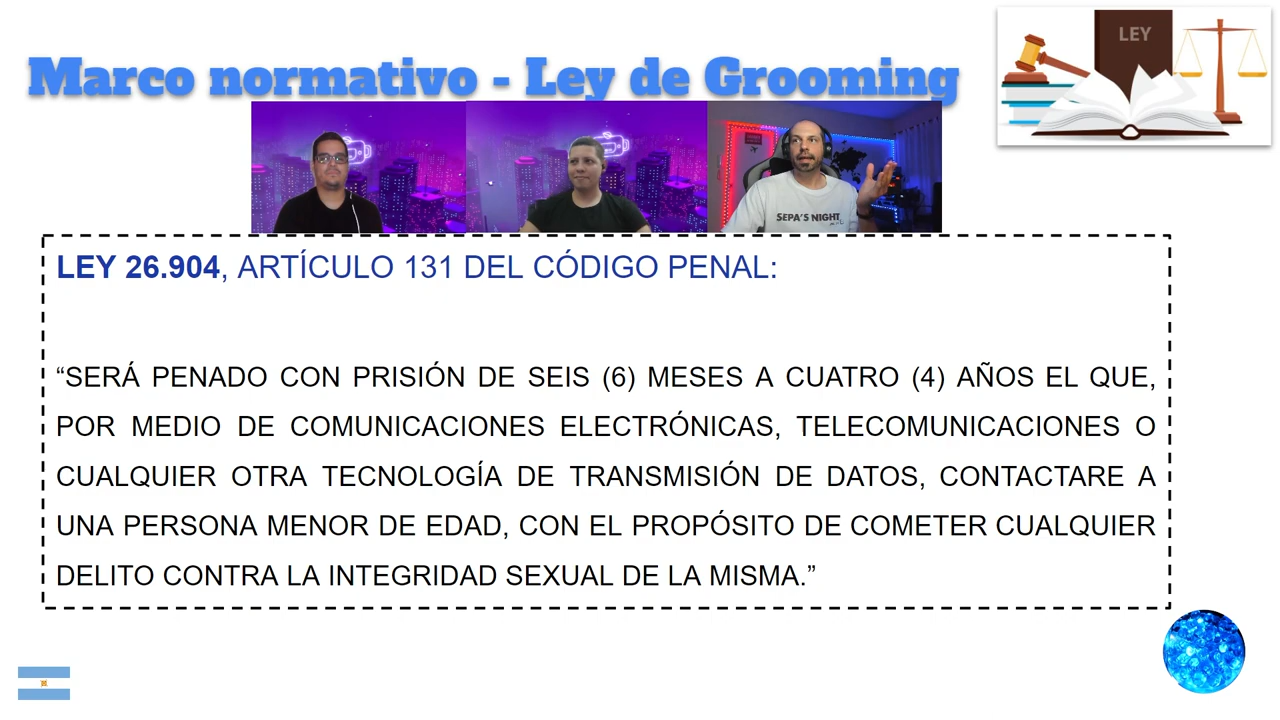 LEY
Marco normativo - Ley de Grooming
SEPA'S NIGHT
LEY 26.904, ARTÍCULO 131 DEL CÓDIGO PENAL:
“SERÁ PENADO CON PRISIÓN DE SEIS (6) MESES A CUATRO (4) AÑOS EL QUE,
POR MEDIO DE COMUNICACIONES ELECTRÓNICAS, TELECOMUNICACIONES O
CUALQUIER OTRA TECNOLOGÍA DE TRANSMISIÓN DE DATOS, CONTACTARE A
UNA PERSONA MENOR DE EDAD, CON EL PROPÓSITO DE COMETER CUALQUIER
DELITO CONTRA LA INTEGRIDAD SEXUAL DE LA MISMA.”